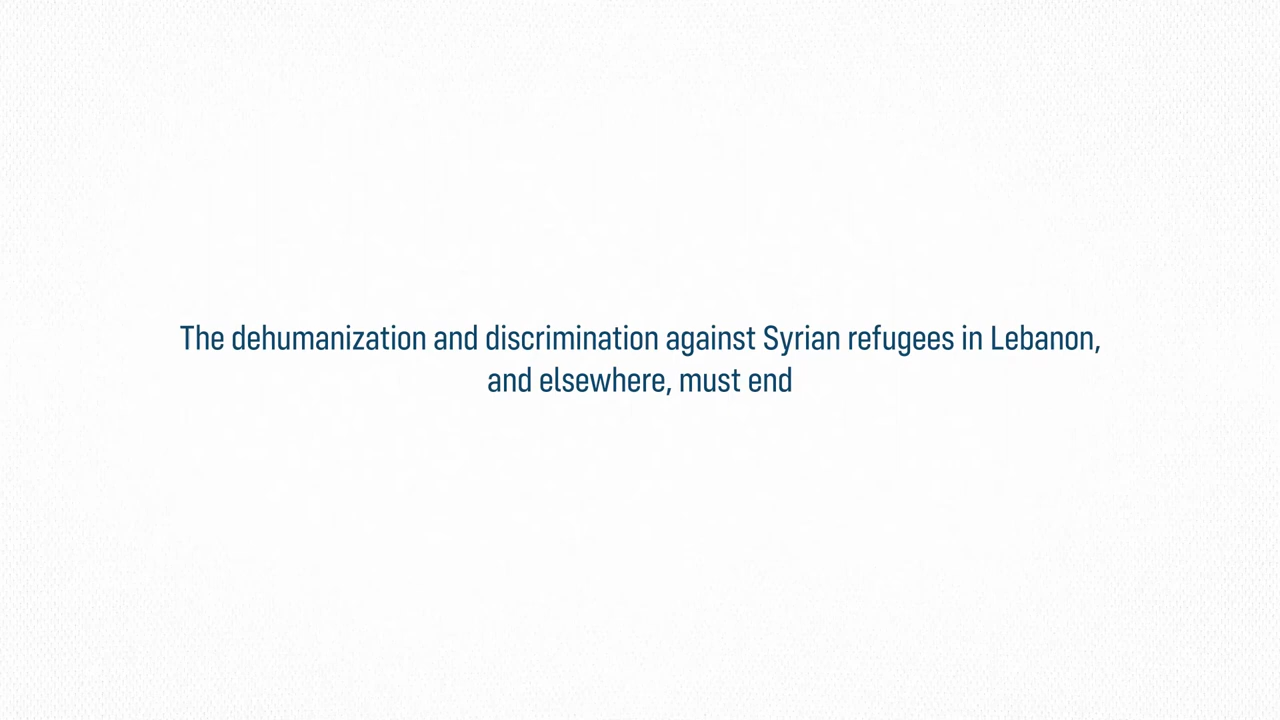 The dehumanization and discrimination against Syrian refugees in Lebanon,
and elsewhere, must end